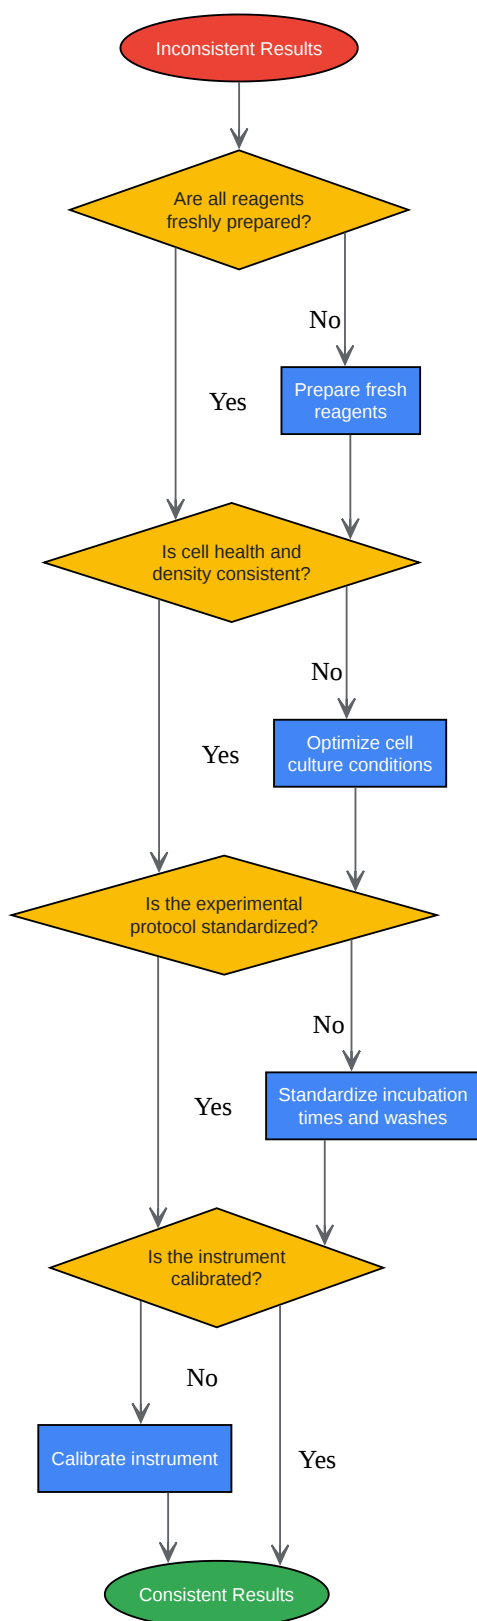 Inconsistent Results
Are all reagents
freshly prepared?
No
Prepare fresh
reagents
Yes
Is cell health and
density consistent?
No
Optimize cell
culture conditions
Yes
Is the experimental
protocol standardized?
No
Standardize incubation
times and washes
Yes
Is the instrument
calibrated?
No
Calibrate instrument
Yes
Consistent Results